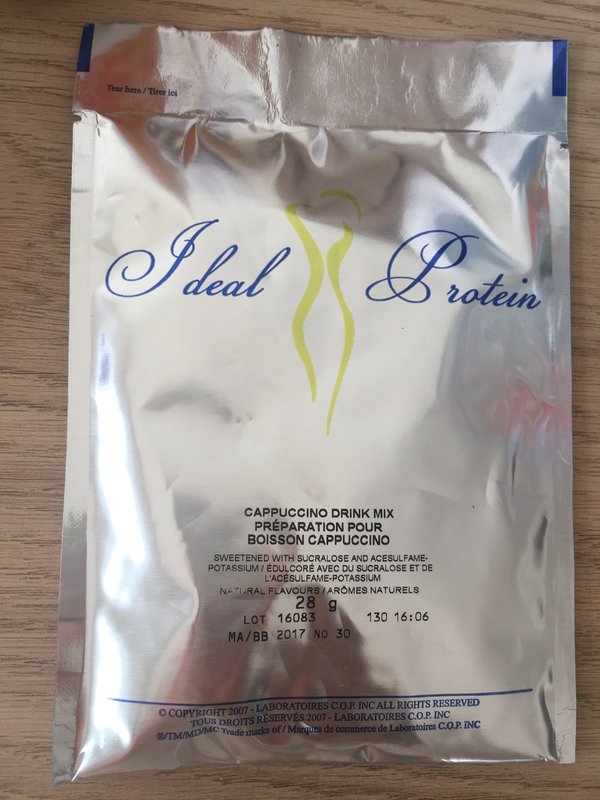 Tear here / Tirer ici
Ideal Protein
CAPPUCCINO DRINK MIX
PRÉPARATION POUR
BOISSON CAPPUCCINO
SWEETENED WITH SUCRALOSE AND ACESULFAME-
POTASSIUM / ÉDULCORÉ AVEC DU SUCRALOSE ET DE
L'ACÉSULFAME-POTASSIUM
NATURAL FLAVOURS / ARÔMES NATURELS
28 g
LOT 16083 130 16:06
MA/BB 2017 NO 30
© COPYRIGHT 2007 - LABORATOIRES C.O.P. INC ALL RIGHTS RESERVED
TOUS DROITS RÉSERVÉS 2007 - LABORATOIRES C.O.P. INC
®/TM/MD/MC Trade marks of / Marques de commerce de Laboratoires C.O.P. INC